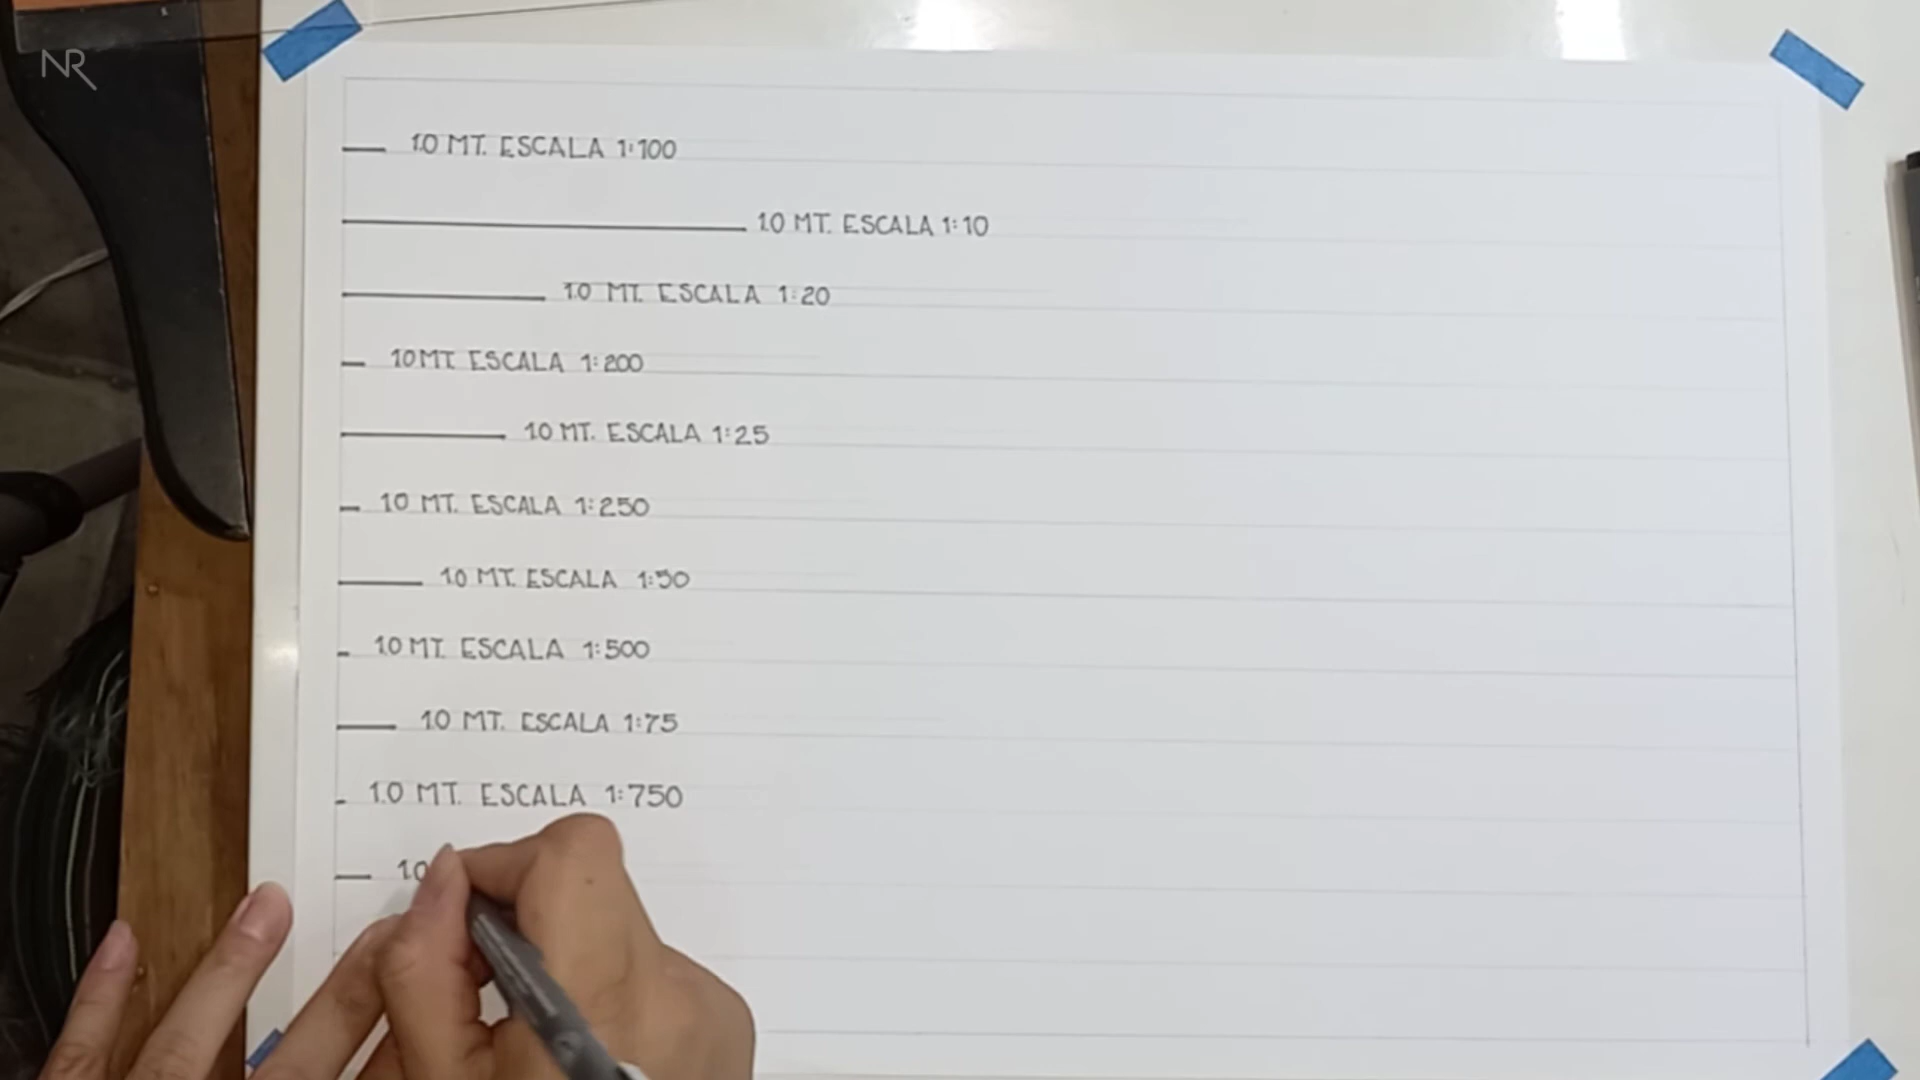 NR
1.0 MT. ESCALA 1:100
1.0 MT. ESCALA 1:10
1.0 MT. ESCALA 1:20
1.0 MT. ESCALA 1:200
1.0 MT. ESCALA 1:25
1.0 MT. ESCALA 1:250
1.0 MT. ESCALA 1:50
1.0 MT. ESCALA 1:500
1.0 MT. ESCALA 1:75
1.0 MT. ESCALA 1:750
1.0